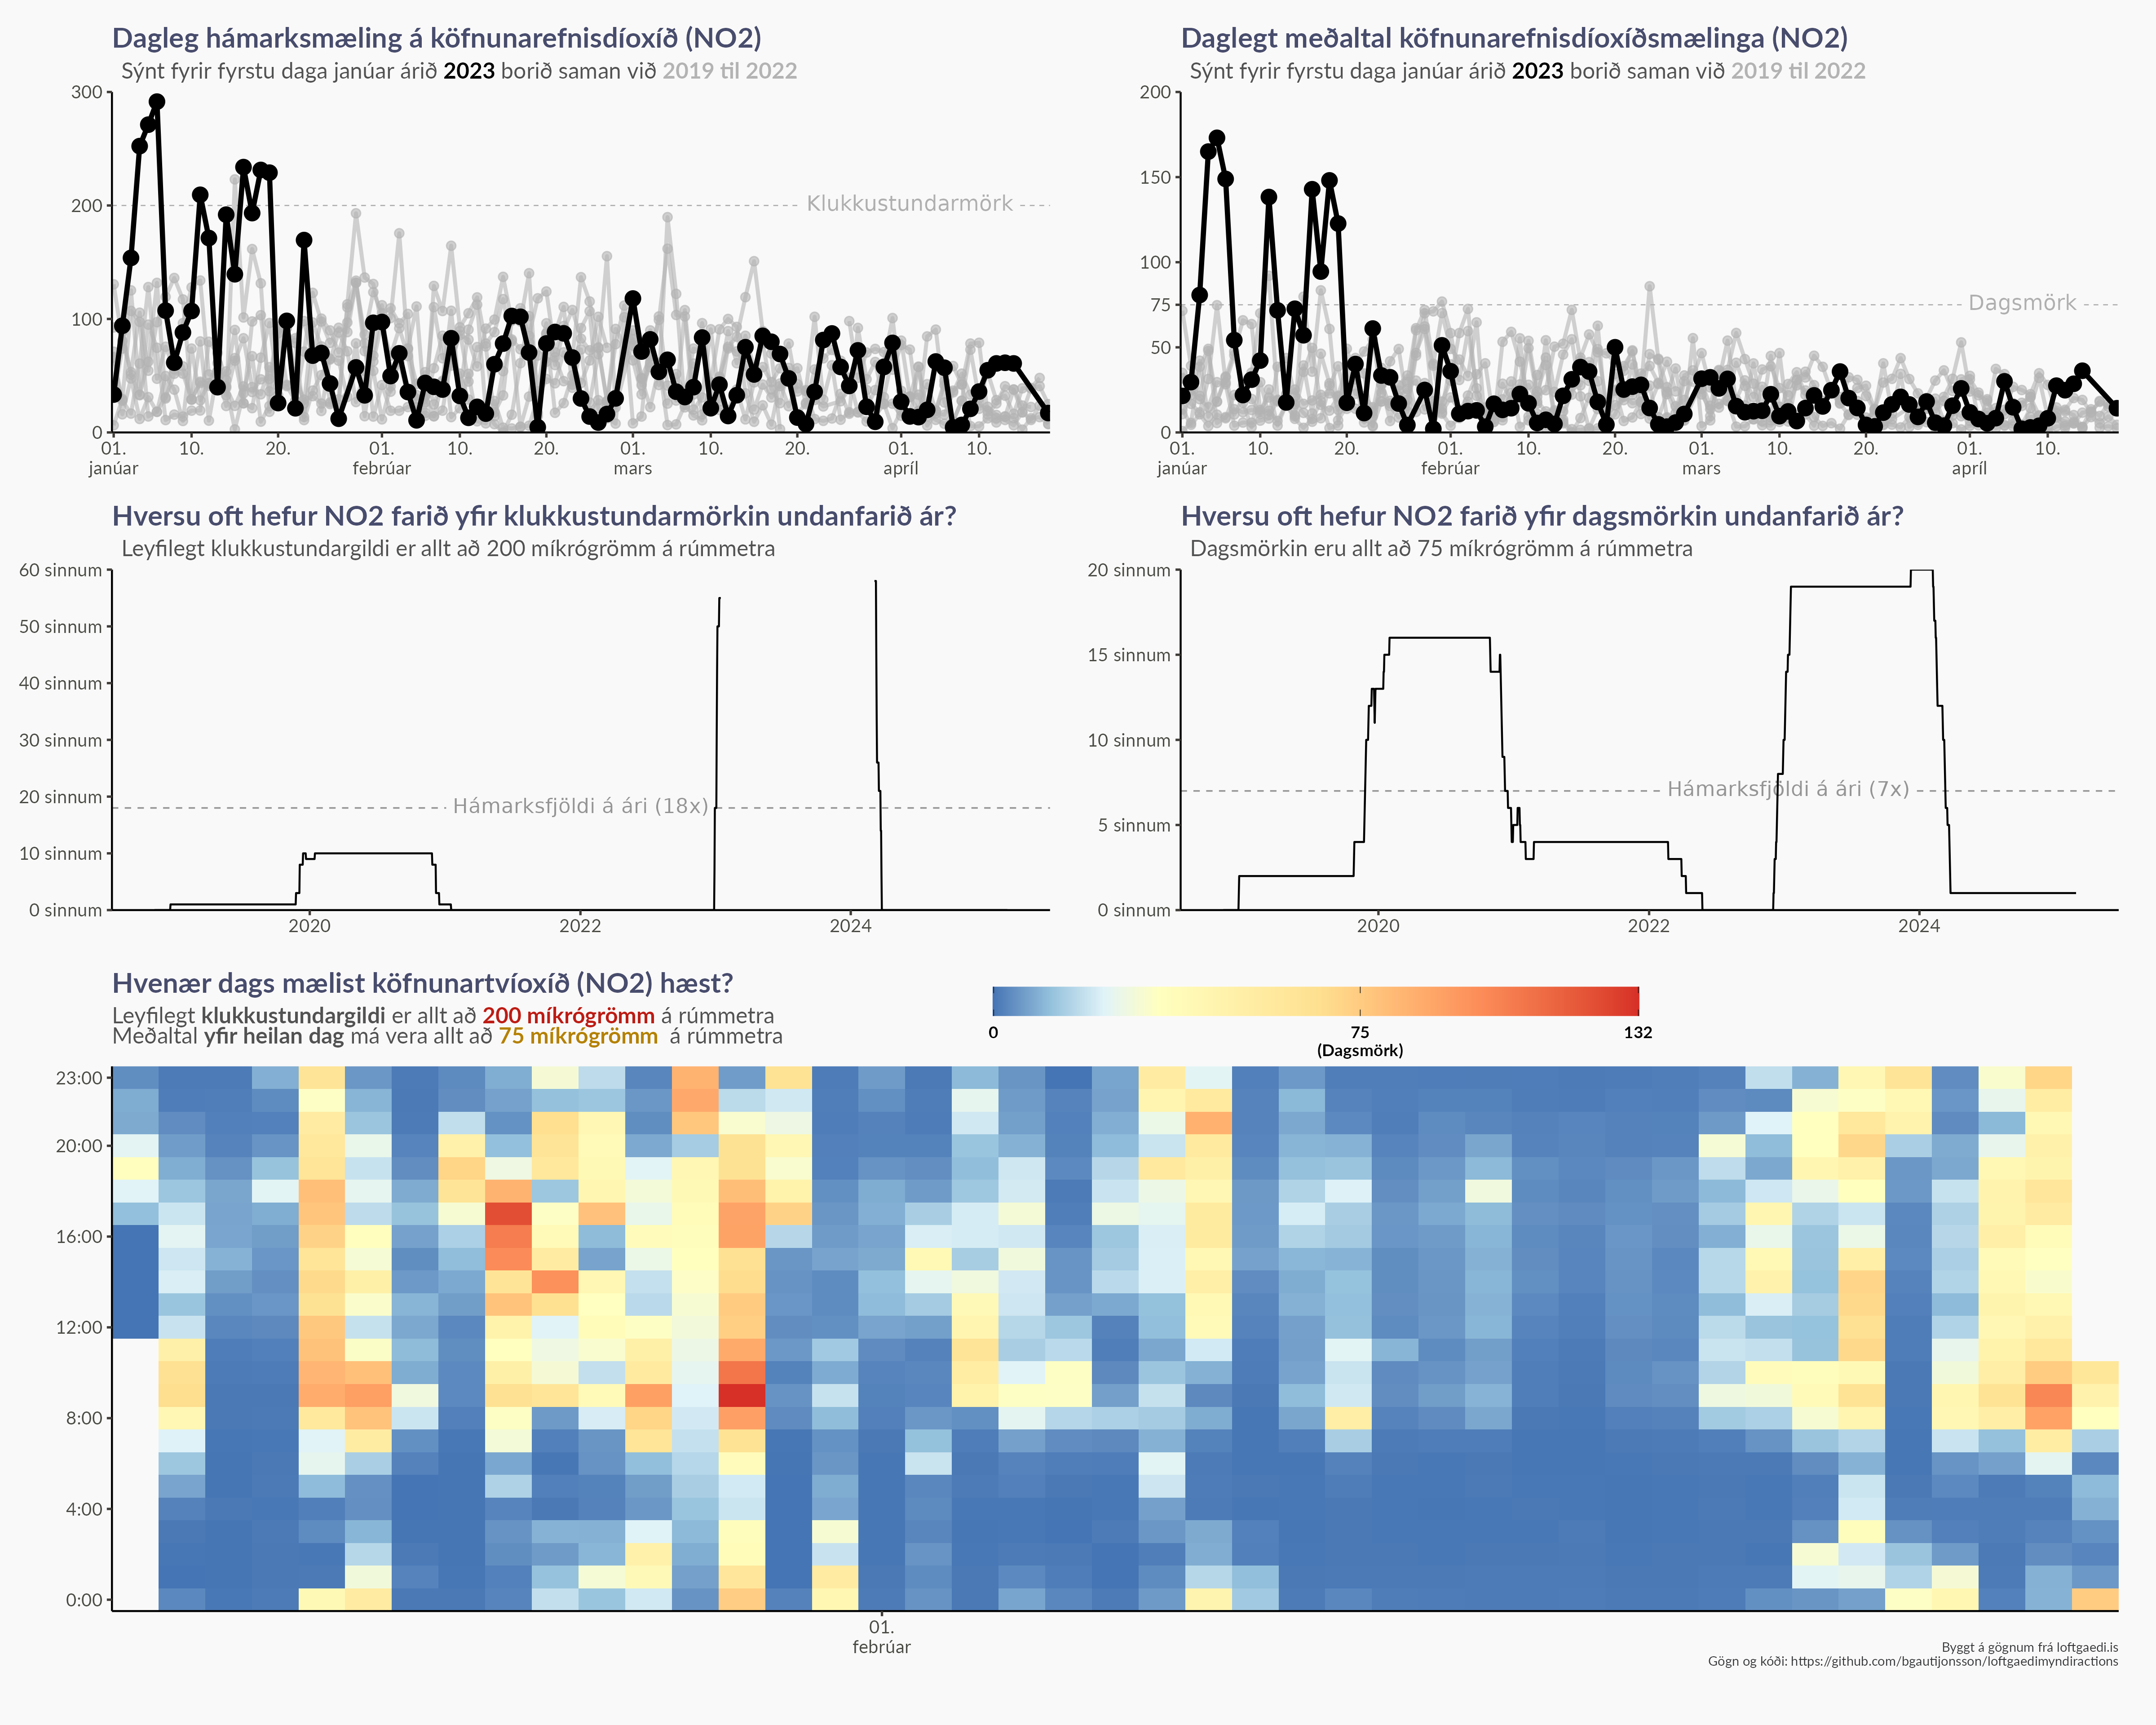 Dagleg hámarksmæling á köfnunarefnisdíoxíð (NO2)
Sýnt fyrir fyrstu daga janúar árið 2023 borið saman við 2019 til 2022
300
200
100
0
Klukkustundarmörk
01. 10. 20. 01. 10. 20. 01. 10. 20. 01. 10.
janúar febrúar mars apríl
Daglegt meðaltal köfnunarefnisdíoxíðsmælinga (NO2)
Sýnt fyrir fyrstu daga janúar árið 2023 borið saman við 2019 til 2022
200
150
100
75
50
0
Dagsmörk
01. 10. 20. 01. 10. 20. 01. 10. 20. 01. 10.
janúar febrúar mars apríl
Hversu oft hefur NO2 farið yfir klukkustundarmörkin undanfarið ár?
Leyfilegt klukkustundargildi er allt að 200 míkrógrömm á rúmmetra
60 sinnum
50 sinnum
40 sinnum
30 sinnum
20 sinnum
10 sinnum
0 sinnum
Hámarksfjöldi á ári (18x)
2020 2022 2024
Hversu oft hefur NO2 farið yfir dagsmörkin undanfarið ár?
Dagsmörkin eru allt að 75 míkrógrömm á rúmmetra
20 sinnum
15 sinnum
10 sinnum
5 sinnum
0 sinnum
Hámarksfjöldi á ári (7x)
2020 2022 2024
Hvenær dags mælist köfnunartvíoxíð (NO2) hæst?
Leyfilegt klukkustundargildi er allt að 200 míkrógrömm á rúmmetra
Meðaltal yfir heilan dag má vera allt að 75 míkrógrömm á rúmmetra
0 75 132
(Dagsmörk)
23:00
20:00
16:00
12:00
8:00
4:00
0:00
01.
febrúar
Byggt á gögnum frá loftgaedi.is
Gögn og kóði: https://github.com/bgautijonsson/loftgaedimyndiractions